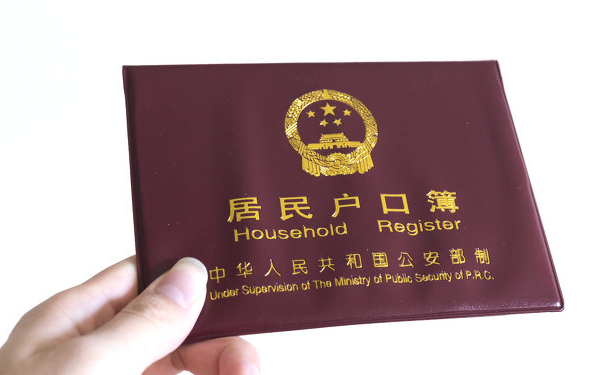 居民户口簿
Household Register
中华人民共和国公安部制
Under Supervision of The Ministry of Public Security of P.R.C.